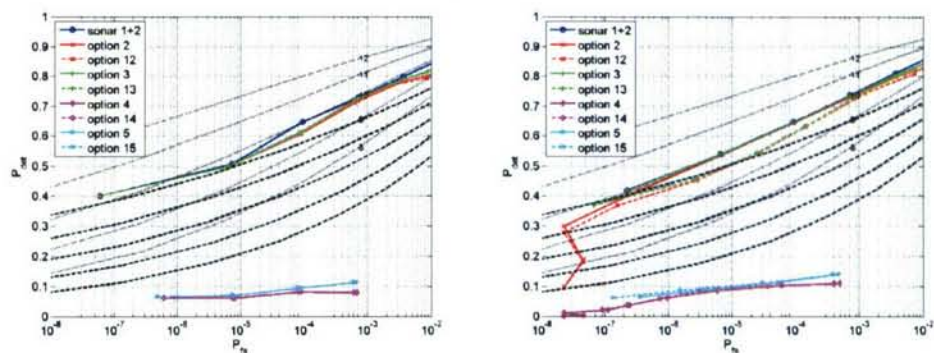 1
0.9
0.8
0.7
0.6
0.5
0.4
0.3
0.2
0.1
0
P_det
sonar 1+2
option 2
option 12
option 3
option 13
option 4
option 14
option 5
option 15
12
11
10^-8
10^-7
10^-6
10^-5
10^-4
10^-3
10^-2
P_fa
1
0.9
0.8
0.7
0.6
0.5
0.4
0.3
0.2
0.1
0
P_det
sonar 1+2
option 2
option 12
option 3
option 13
option 4
option 14
option 5
option 15
12
11
10^-8
10^-7
10^-6
10^-5
10^-4
10^-3
10^-2
P_fa